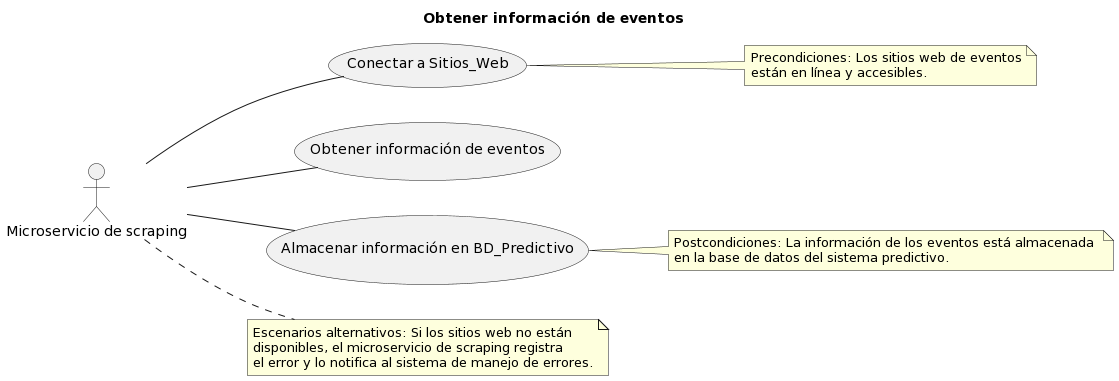 Obtener información de eventos
Conectar a Sitios_Web
Precondiciones: Los sitios web de eventos
están en línea y accesibles.
Obtener información de eventos
Microservicio de scraping
Almacenar información en BD_Predictivo
Postcondiciones: La información de los eventos está almacenada
en la base de datos del sistema predictivo.
Escenarios alternativos: Si los sitios web no están
disponibles, el microservicio de scraping registra
el error y lo notifica al sistema de manejo de errores.